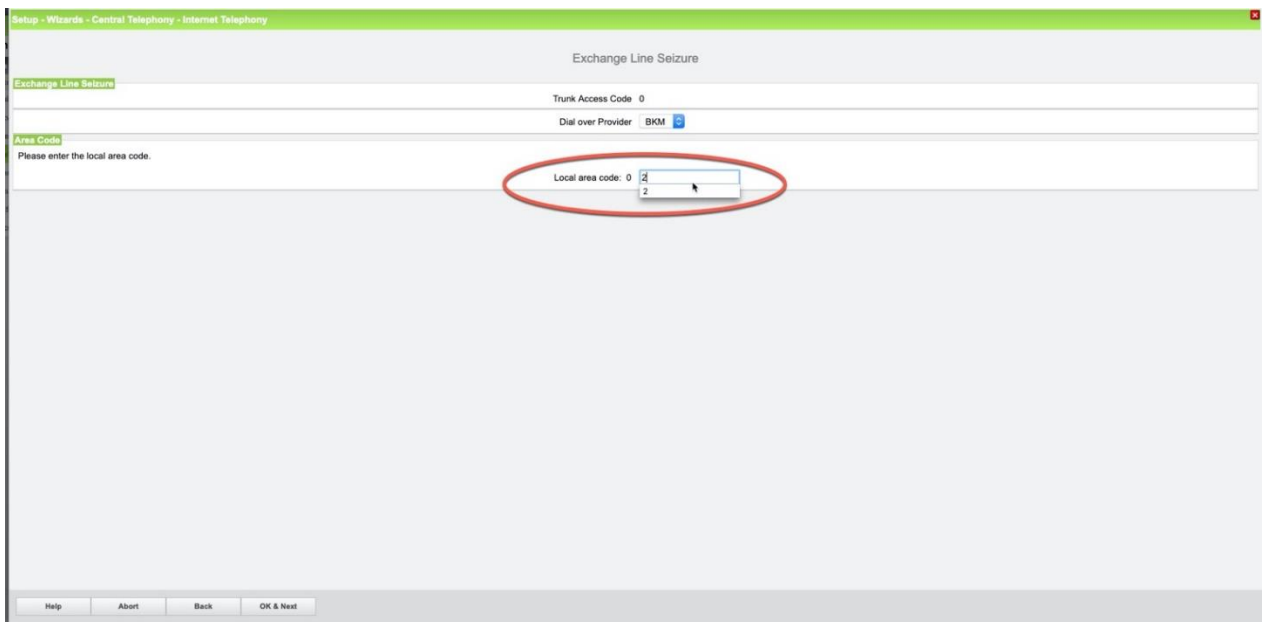 Setup - Wizards - Central Telephony - Internet Telephony
Exchange Line Seizure
Exchange Line Seizure
Trunk Access Code 0
Dial over Provider BKM
Area Code
Please enter the local area code.
Local area code: 0 2
2
Help Abort Back OK & Next